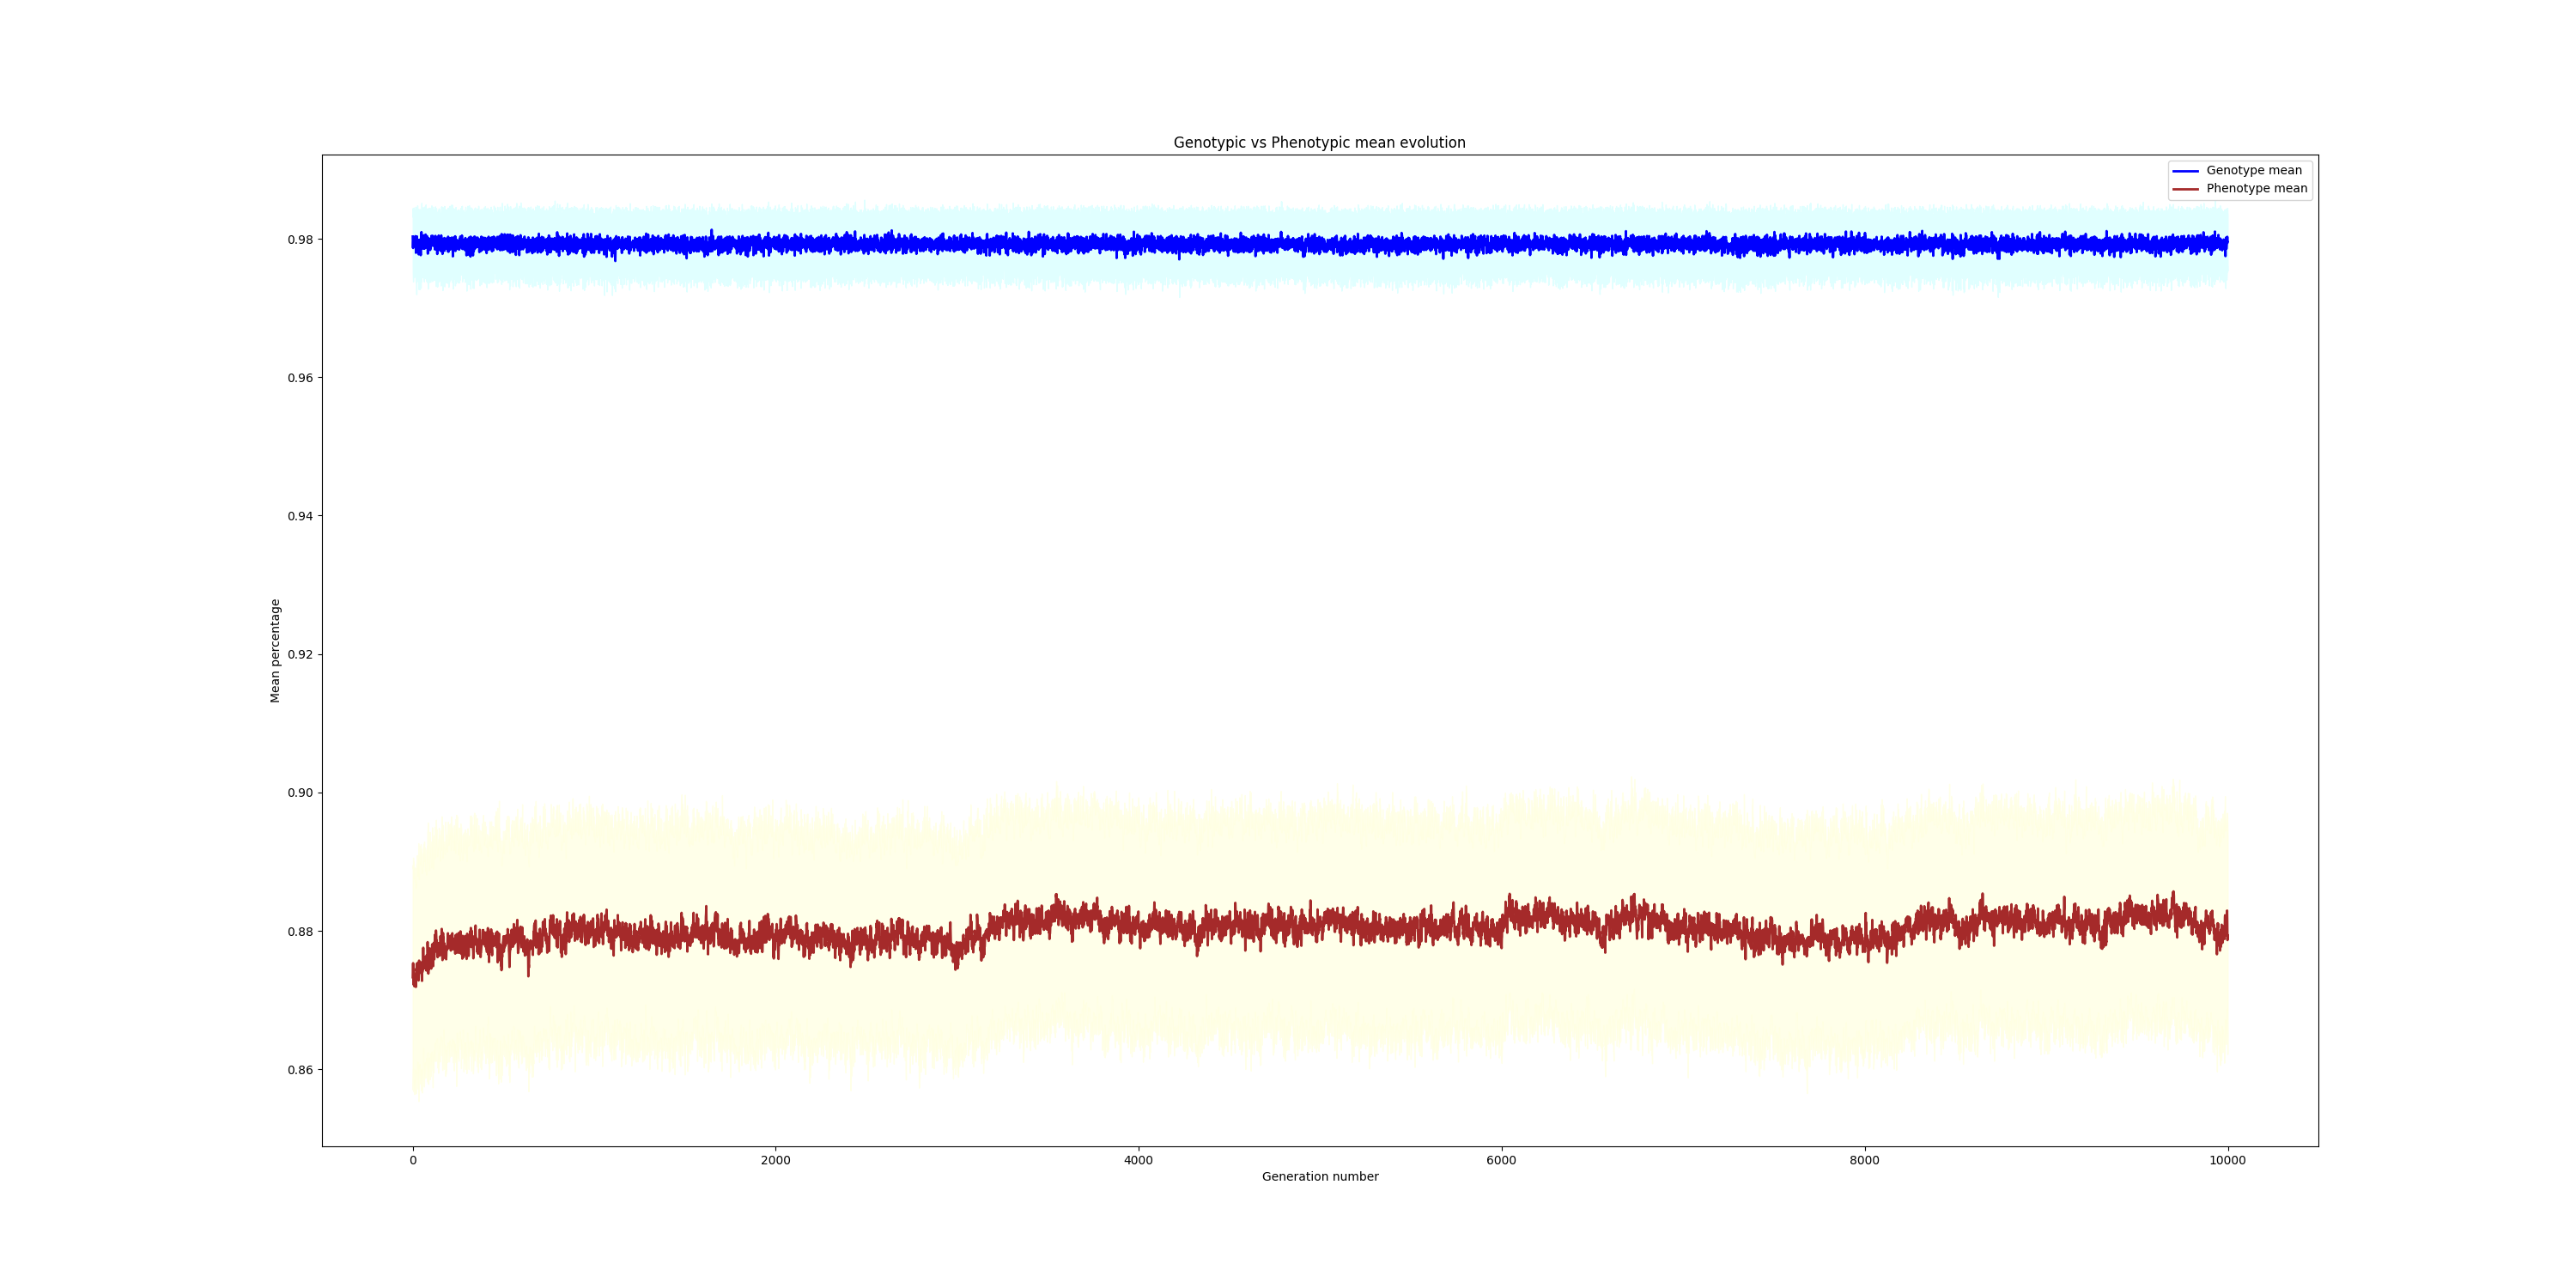 Genotypic vs Phenotypic mean evolution
Genotype mean
Phenotype mean
Mean percentage
0.98
0.96
0.94
0.92
0.90
0.88
0.86
0 2000 4000 6000 8000 10000
Generation number